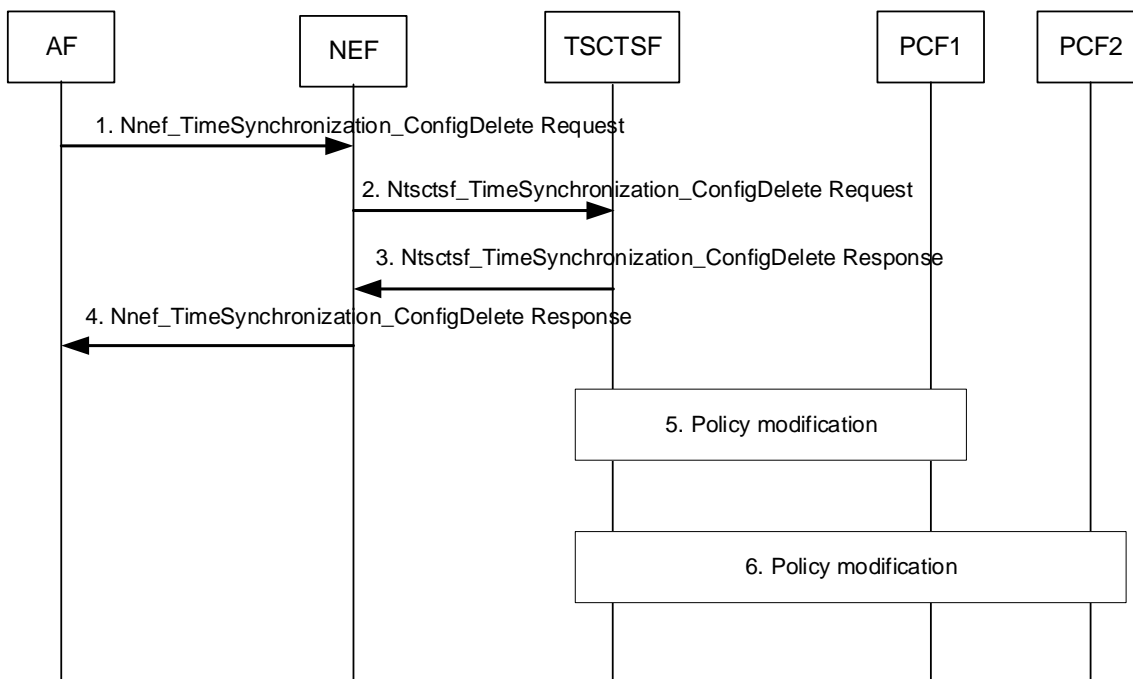 AF
NEF
TSCTSF
PCF1
PCF2
1. Nnef_TimeSynchronization_ConfigDelete Request
2. Ntsctsf_TimeSynchronization_ConfigDelete Request
3. Ntsctsf_TimeSynchronization_ConfigDelete Response
4. Nnef_TimeSynchronization_ConfigDelete Response
5. Policy modification
6. Policy modification